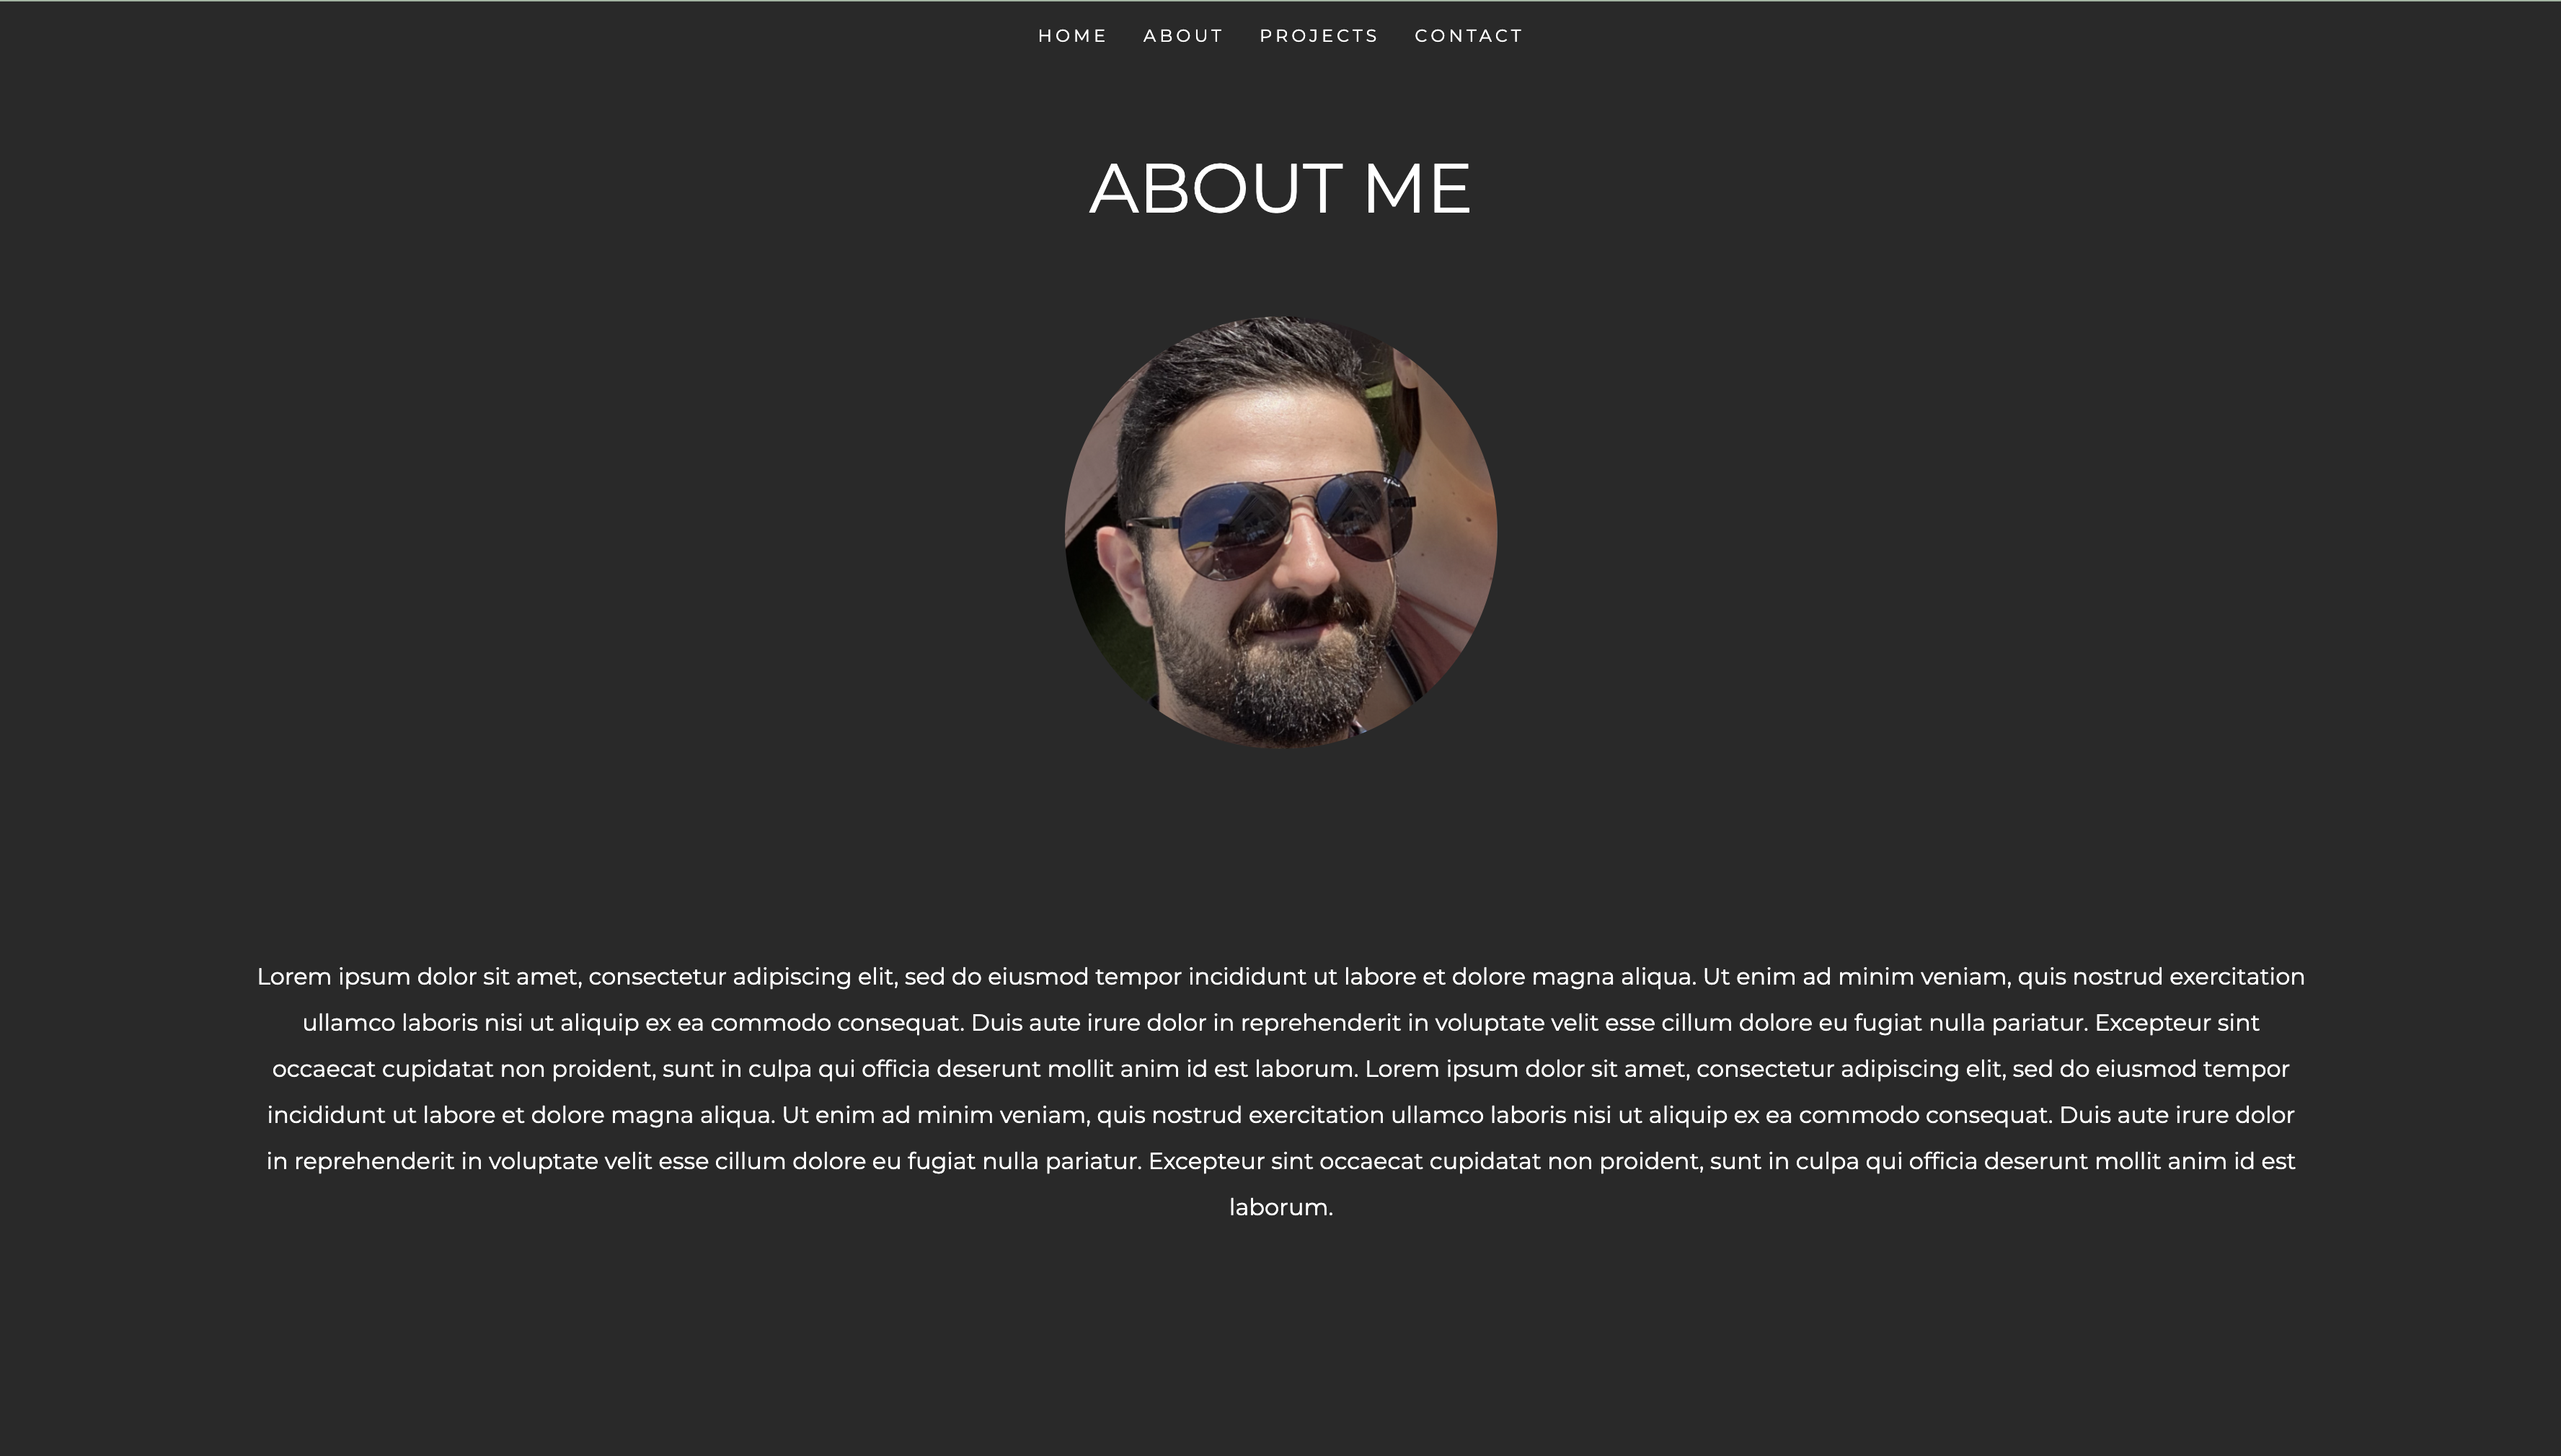 HOME ABOUT PROJECTS CONTACT
ABOUT ME
Lorem ipsum dolor sit amet, consectetur adipiscing elit, sed do eiusmod tempor incididunt ut labore et dolore magna aliqua. Ut enim ad minim veniam, quis nostrud exercitation
ullamco laboris nisi ut aliquip ex ea commodo consequat. Duis aute irure dolor in reprehenderit in voluptate velit esse cillum dolore eu fugiat nulla pariatur. Excepteur sint
occaecat cupidatat non proident, sunt in culpa qui officia deserunt mollit anim id est laborum. Lorem ipsum dolor sit amet, consectetur adipiscing elit, sed do eiusmod tempor
incididunt ut labore et dolore magna aliqua. Ut enim ad minim veniam, quis nostrud exercitation ullamco laboris nisi ut aliquip ex ea commodo consequat. Duis aute irure dolor
in reprehenderit in voluptate velit esse cillum dolore eu fugiat nulla pariatur. Excepteur sint occaecat cupidatat non proident, sunt in culpa qui officia deserunt mollit anim id est
laborum.